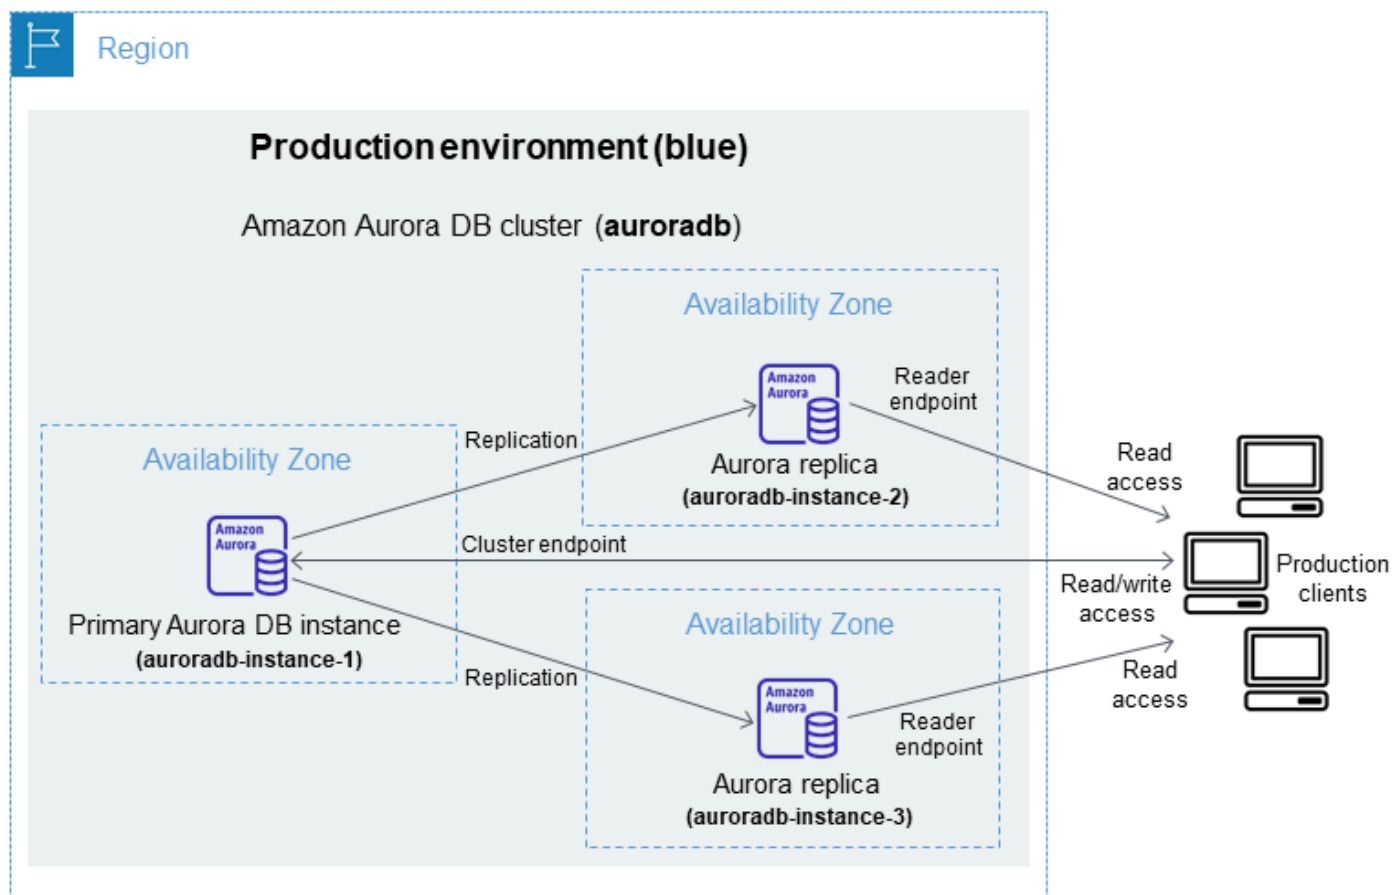 Region
Production environment (blue)
Amazon Aurora DB cluster (auroradb)
Availability Zone
Amazon
Aurora
Reader
endpoint
Aurora replica
(auroradb-instance-2)
Replication
Availability Zone
Amazon
Aurora
Primary Aurora DB instance
(auroradb-instance-1)
Cluster endpoint
Replication
Availability Zone
Amazon
Aurora
Reader
endpoint
Aurora replica
(auroradb-instance-3)
Read
access
Read/write
access
Read
access
Production
clients